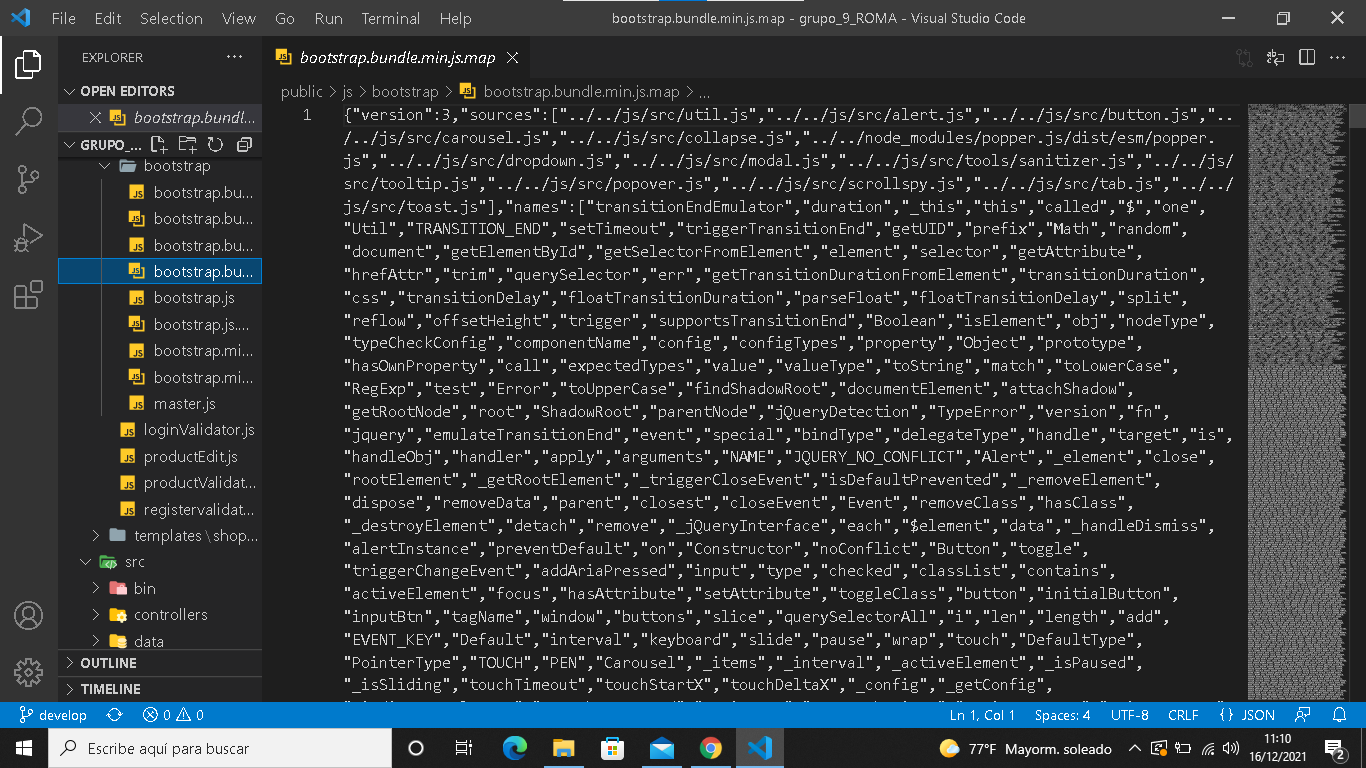 File Edit Selection View Go Run Terminal Help
bootstrap.bundle.min.js.map - grupo_9_ROMA - Visual Studio Code
EXPLORER
OPEN EDITORS
bootstrap.bundl...
GRUPO_...
bootstrap
bootstrap.bu...
bootstrap.bu...
bootstrap.bu...
bootstrap.bu...
bootstrap.js
bootstrap.js....
bootstrap.mi...
bootstrap.mi...
master.js
loginValidator.js
productEdit.js
productValidat...
registervalidat...
templates \ shop...
src
bin
controllers
data
OUTLINE
TIMELINE
bootstrap.bundle.min.js.map
public > js > bootstrap > bootstrap.bundle.min.js.map > ...
1 {"version":3,"sources":["../../js/src/util.js","../../js/src/alert.js","../../js/src/button.js","..
/../js/src/carousel.js","../../js/src/collapse.js","../../node_modules/popper.js/dist/esm/popper.
js","../../js/src/dropdown.js","../../js/src/modal.js","../../js/src/tools/sanitizer.js","../../js/
src/tooltip.js","../../js/src/popover.js","../../js/src/scrollspy.js","../../js/src/tab.js","../../
js/src/toast.js"],"names":["transitionEndEmulator","duration","_this","this","called","$","one",
"Util","TRANSITION_END","setTimeout","triggerTransitionEnd","getUID","prefix","Math","random",
"document","getElementById","getSelectorFromElement","element","selector","getAttribute",
"hrefAttr","trim","querySelector","err","getTransitionDurationFromElement","transitionDuration",
"css","transitionDelay","floatTransitionDuration","parseFloat","floatTransitionDelay","split",
"reflow","offsetHeight","trigger","supportsTransitionEnd","Boolean","isElement","obj","nodeType",
"typeCheckConfig","componentName","config","configTypes","property","Object","prototype",
"hasOwnProperty","call","expectedTypes","value","valueType","toString","match","toLowerCase",
"RegExp","test","Error","toUpperCase","findShadowRoot","documentElement","attachShadow",
"getRootNode","root","ShadowRoot","parentNode","jQueryDetection","TypeError","version","fn",
"jquery","emulateTransitionEnd","event","special","bindType","delegateType","handle","target","is",
"handleObj","handler","apply","arguments","NAME","JQUERY_NO_CONFLICT","Alert","_element","close",
"rootElement","_getRootElement","_triggerCloseEvent","isDefaultPrevented","_removeElement",
"dispose","removeData","parent","closest","closeEvent","Event","removeClass","hasClass",
"_destroyElement","detach","remove","_jQueryInterface","each","$element","data","_handleDismiss",
"alertInstance","preventDefault","on","Constructor","noConflict","Button","toggle",
"triggerChangeEvent","addAriaPressed","input","type","checked","classList","contains",
"activeElement","focus","hasAttribute","setAttribute","toggleClass","button","initialButton",
"inputBtn","tagName","window","buttons","slice","querySelectorAll","i","len","length","add",
"EVENT_KEY","Default","interval","keyboard","slide","pause","wrap","touch","DefaultType",
"PointerType","TOUCH","PEN","Carousel","_items","_interval","_activeElement","_isPaused",
"_isSliding","touchTimeout","touchStartX","touchDeltaX","_config","_getConfig",
develop 0 0 Ln 1, Col 1 Spaces: 4 UTF-8 CRLF {} JSON
Escribe aquí para buscar
77°F Mayorm. soleado
11:10
16/12/2021
2